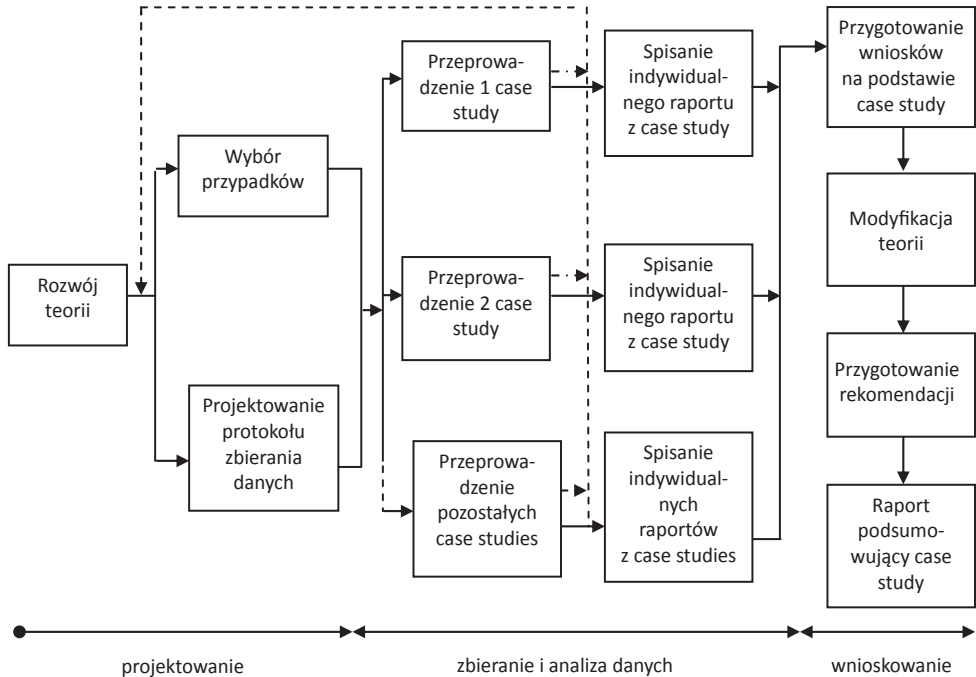 Rozwój
teorii
Wybór
przypadków
Projektowanie
protokołu
zbierania
danych
Przeprowa-
dzenie 1 case
study
Przeprowa-
dzenie 2 case
study
Przeprowa-
dzenie
pozostałych
case studies
Spisanie
indywidual-
nego raportu
z case study
Spisanie
indywidual-
nego raportu
z case study
Spisanie
indywidual-
nych
raportów
z case studies
Przygotowanie
wniosków
na podstawie
case study
Modyfikacja
teorii
Przygotowanie
rekomendacji
Raport
podsumo-
wujący case
study
projektowanie
zbieranie i analiza danych
wnioskowanie